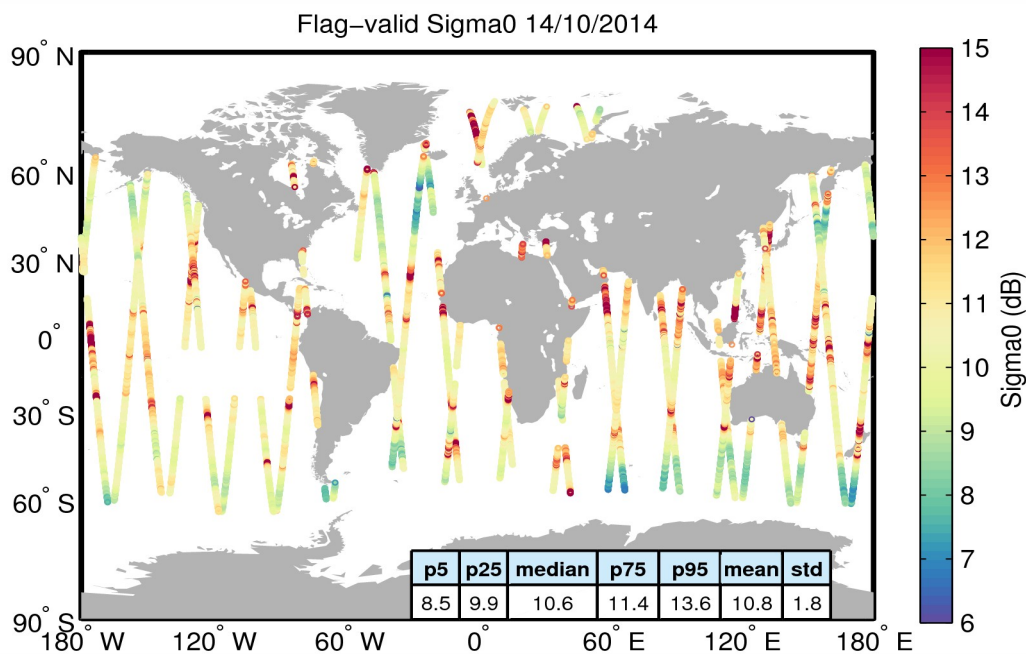 Flag−valid Sigma0 14/10/2014
90° N
60° N
30° N
0°
30° S
60° S
90° S
180° W
120° W
60° W
0°
60° E
120° E
180° E
p5 p25 median p75 p95 mean std
8.5 9.9 10.6 11.4 13.6 10.8 1.8
15
14
13
12
11
10
9
8
7
6
Sigma0 (dB)